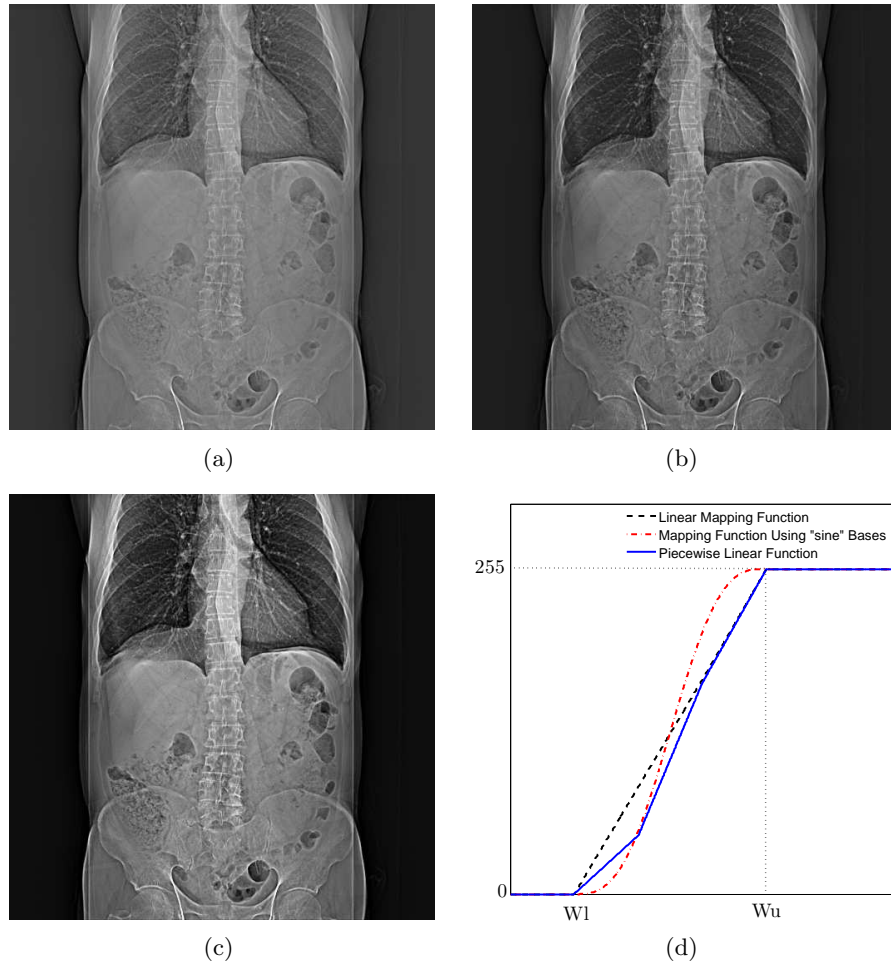 (a)
(b)
Linear Mapping Function
Mapping Function Using "sine" Bases
Piecewise Linear Function
255
0
Wl
Wu
(c)
(d)